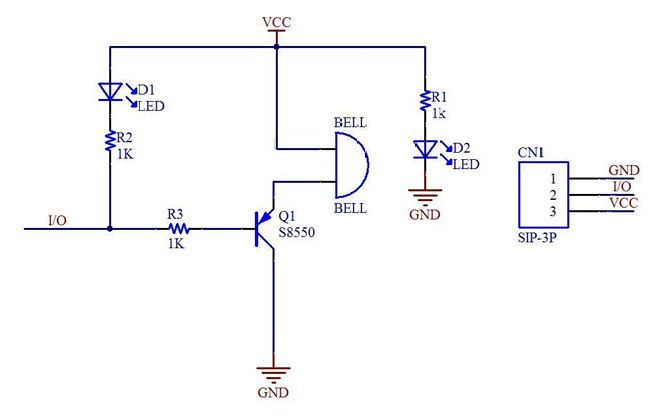 VCC
D1
LED
R2
1K
BELL
BELL
R1
1k
D2
LED
GND
I/O
R3
1K
Q1
S8550
GND
CN1
1
2
3
GND
I/O
VCC
SIP-3P